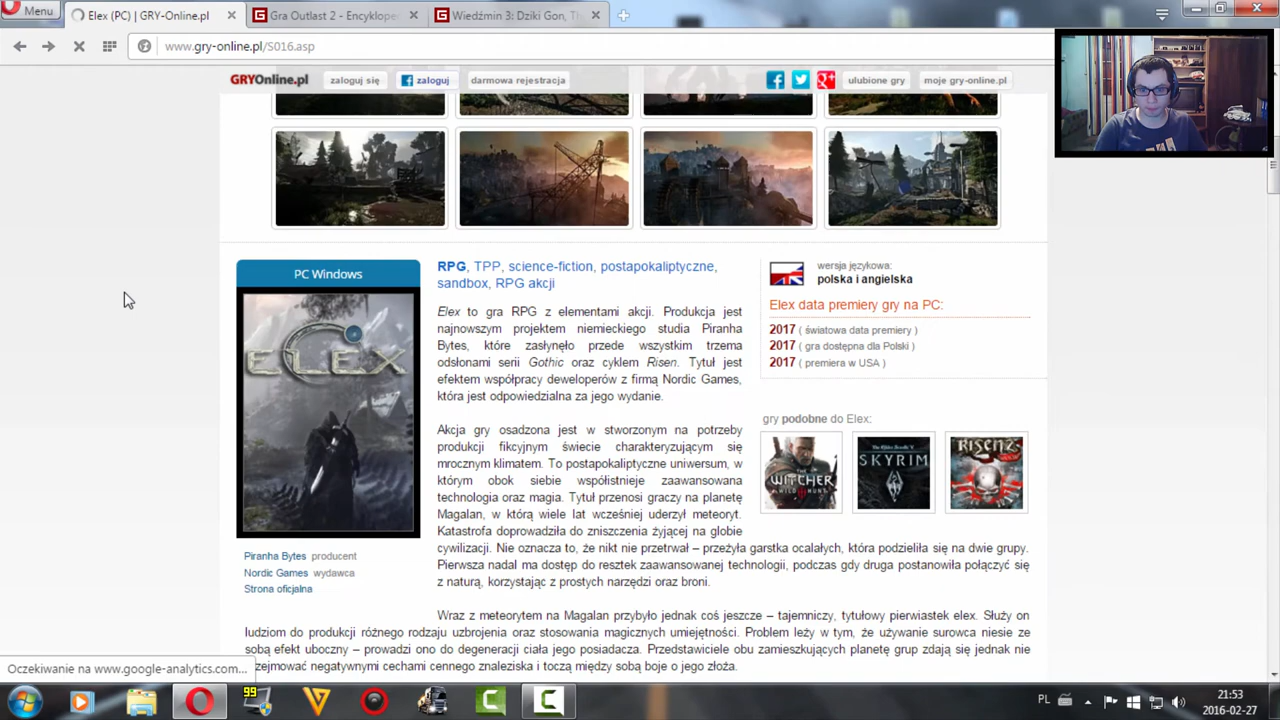 Menu
Elex (PC) | GRY-Online.pl
Gra Outlast 2 - Encyklope
Wiedźmin 3: Dziki Gon, Th
www.gry-online.pl/S016.asp
GRYOnline.pl
zaloguj się
zaloguj
darmowa rejestracja
ulubione gry
moje gry-online.pl
PC Windows
ELEX
Piranha Bytes producent
Nordic Games wydawca
Strona oficjalna
RPG, TPP, science-fiction, postapokaliptyczne,
sandbox, RPG akcji
Elex to gra RPG z elementami akcji. Produkcja jest
najnowszym projektem niemieckiego studia Piranha
Bytes, które zasłynęło przede wszystkim trzema
odsłonami serii Gothic oraz cyklem Risen. Tytuł jest
efektem współpracy deweloperów z firmą Nordic Games,
która jest odpowiedzialna za jego wydanie.
Akcja gry osadzona jest w stworzonym na potrzeby
produkcji fikcyjnym świecie charakteryzującym się
mrocznym klimatem. To postapokaliptyczne uniwersum, w
którym obok siebie współistnieje zaawansowana
technologia oraz magia. Tytuł przenosi graczy na planetę
Magalan, w którą wiele lat wcześniej uderzył meteoryt.
Katastrofa doprowadziła do zniszczenia żyjącej na globie
cywilizacji. Nie oznacza to, że nikt nie przetrwał – przeżyła garstka ocalałych, która podzieliła się na dwie grupy.
Pierwsza nadal ma dostęp do resztek zaawansowanej technologii, podczas gdy druga postanowiła połączyć się
z naturą, korzystając z prostych narzędzi oraz broni.
Wraz z meteorytem na Magalan przybyło jednak coś jeszcze – tajemniczy, tytułowy pierwiastek elex. Służy on
ludziom do produkcji różnego rodzaju uzbrojenia oraz stosowania magicznych umiejętności. Problem leży w tym, że używanie surowca niesie ze
sobą efekt uboczny – prowadzi ono do degeneracji ciała jego posiadacza. Przedstawiciele obu zamieszkujących planetę grup zdają się jednak nie
zejmować negatywnymi cechami cennego znaleziska i toczą między sobą boje o jego złoża.
wersja językowa:
polska i angielska
Elex data premiery gry na PC:
2017 ( światowa data premiery )
2017 ( gra dostępna dla Polski )
2017 ( premiera w USA )
gry podobne do Elex:
THE WITCHER WILD HUNT
The Elder Scrolls V SKYRIM
RISEN 2
Oczekiwanie na www.google-analytics.com...
99
PL
21:53
2016-02-27